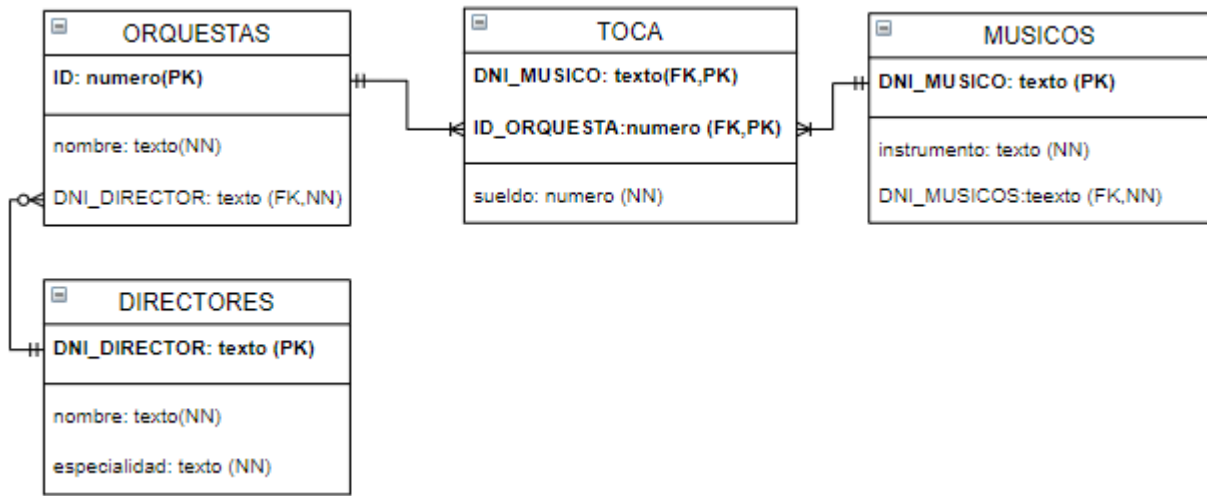 ORQUESTAS
ID: numero(PK)
nombre: texto(NN)
DNI_DIRECTOR: texto (FK,NN)
TOCA
DNI_MUSICO: texto(FK,PK)
ID_ORQUESTA:numero (FK,PK)
sueldo: numero (NN)
MUSICOS
DNI_MUSICO: texto (PK)
instrumento: texto (NN)
DNI_MUSICOS:teexto (FK,NN)
DIRECTORES
DNI_DIRECTOR: texto (PK)
nombre: texto(NN)
especialidad: texto (NN)